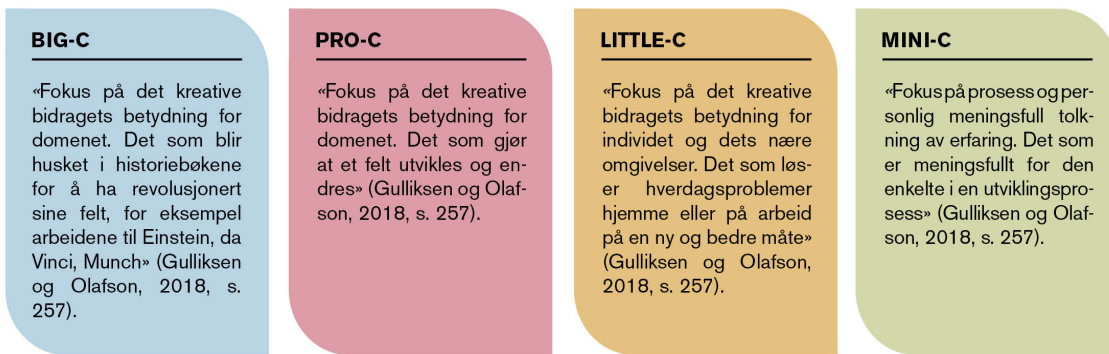 BIG-C
«Fokus på det kreative
bidragets betydning for
domenet. Det som blir
husket i historiebøkene
for å ha revolusjonert
sine felt, for eksempel
arbeidene til Einstein, da
Vinci, Munch» (Gulliksen
og Olafson, 2018, s.
257).
PRO-C
«Fokus på det kreative
bidragets betydning for
domenet. Det som gjør
at et felt utvikles og en-
dres» (Gulliksen og Olaf-
son, 2018, s. 257).
LITTLE-C
«Fokus på det kreative
bidragets betydning for
individet og dets nære
omgivelser. Det som løs-
er hverdagsproblemer
hjemme eller på arbeid
på en ny og bedre måte»
(Gulliksen og Olafson,
2018, s. 257).
MINI-C
«Fokus på prosess og per-
sonlig meningsfull tolk-
ning av erfaring. Det som
er meningsfullt for den
enkelte i en utviklingspro-
sess» (Gulliksen og Olaf-
son, 2018, s. 257).